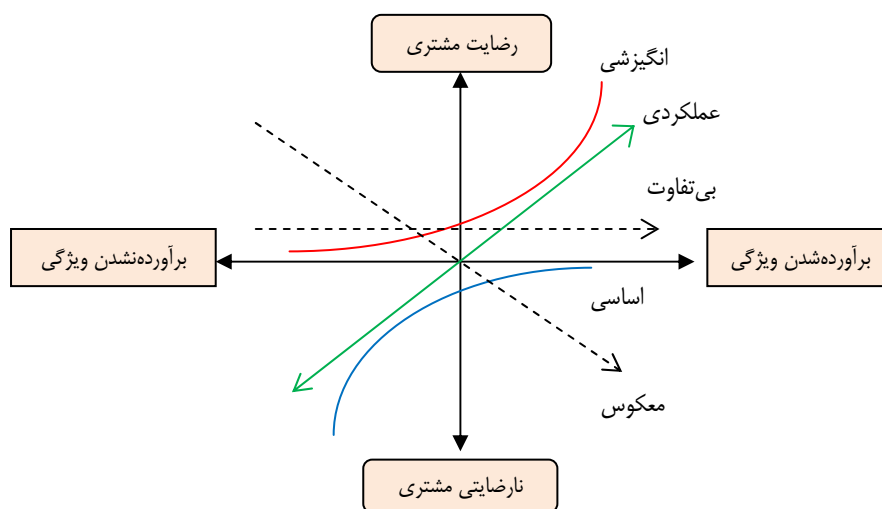 رضایت مشتری
انگیزشی
عملکردی
بی‌تفاوت
برآورده‌شدن ویژگی
برآورده‌نشدن ویژگی
اساسی
معکوس
نارضایتی مشتری